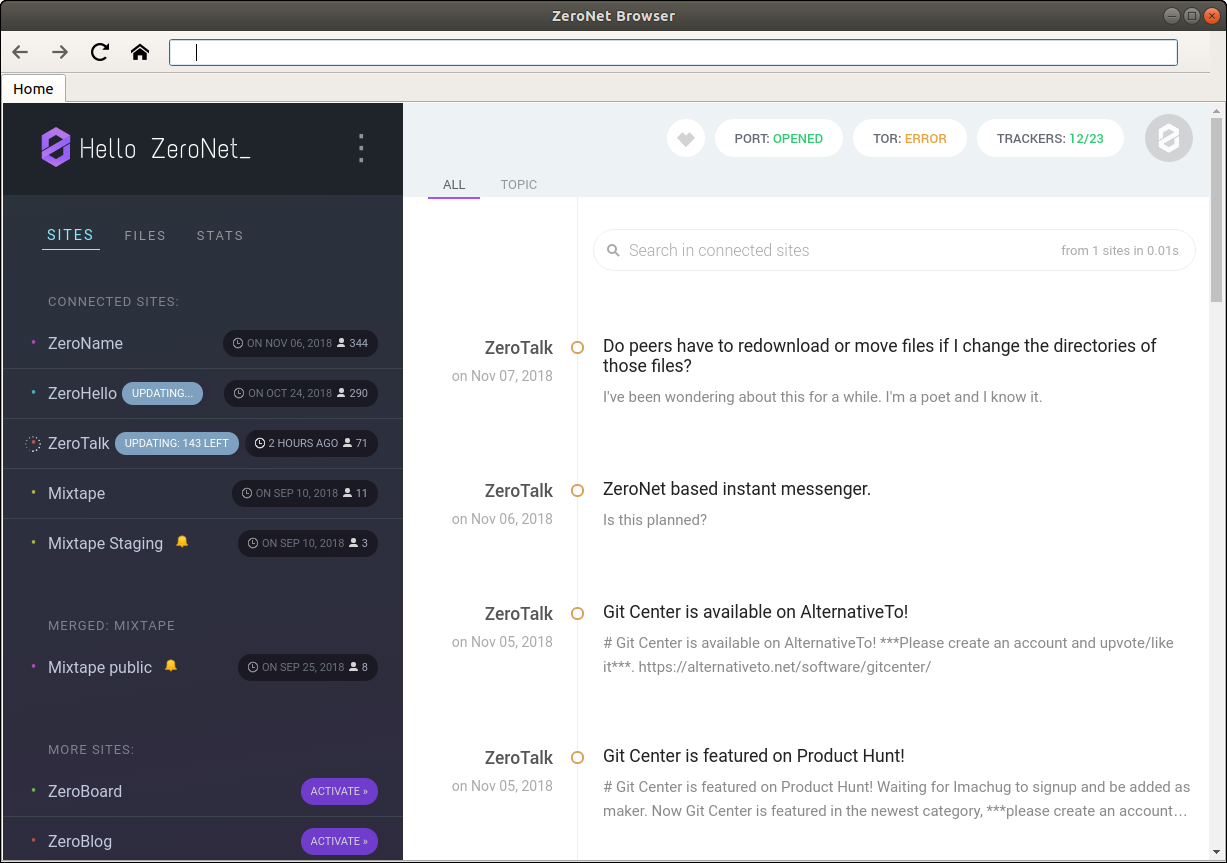 ZeroNet Browser
Home
Hello ZeroNet_
SITES FILES STATS
CONNECTED SITES:
ZeroName ON NOV 06, 2018 344
ZeroHello UPDATING... ON OCT 24, 2018 290
ZeroTalk UPDATING: 143 LEFT 2 HOURS AGO 71
Mixtape ON SEP 10, 2018 11
Mixtape Staging ON SEP 10, 2018 3
MERGED: MIXTAPE
Mixtape public ON SEP 25, 2018 8
MORE SITES:
ZeroBoard ACTIVATE »
ZeroBlog ACTIVATE »
PORT: OPENED TOR: ERROR TRACKERS: 12/23
ALL TOPIC
Search in connected sites from 1 sites in 0.01s
ZeroTalk
on Nov 07, 2018
Do peers have to redownload or move files if I change the directories of
those files?
I've been wondering about this for a while. I'm a poet and I know it.
ZeroTalk
on Nov 06, 2018
ZeroNet based instant messenger.
Is this planned?
ZeroTalk
on Nov 05, 2018
Git Center is available on AlternativeTo!
# Git Center is available on AlternativeTo! ***Please create an account and upvote/like
it***. https://alternativeto.net/software/gitcenter/
ZeroTalk
on Nov 05, 2018
Git Center is featured on Product Hunt!
# Git Center is featured on Product Hunt! Waiting for Imachug to signup and be added as
maker. Now Git Center is featured in the newest category, ***please create an account…